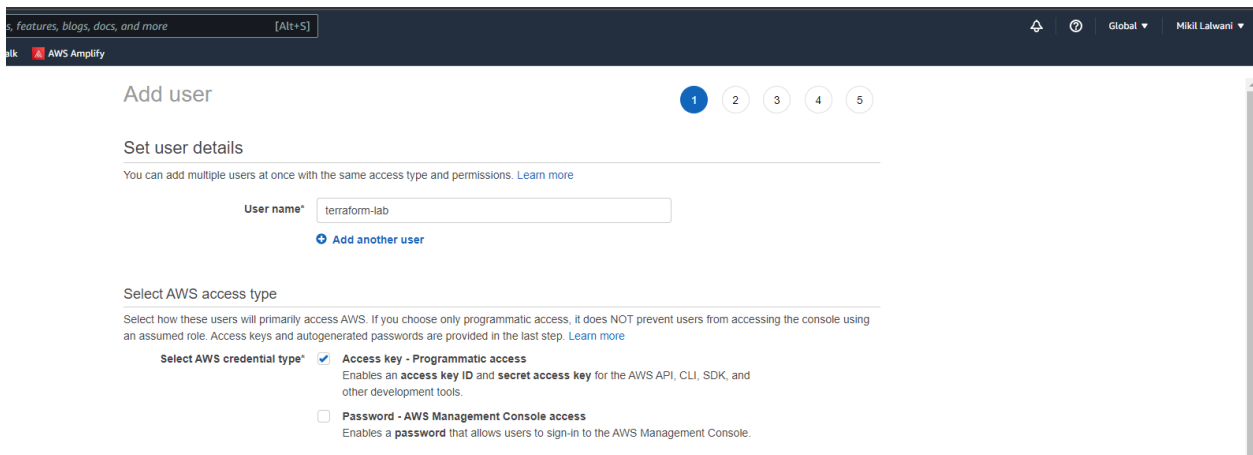 s, features, blogs, docs, and more [Alt+S] Global ▼ Mikil Lalwani ▼
alk AWS Amplify
Add user 1 2 3 4 5
Set user details
You can add multiple users at once with the same access type and permissions. Learn more
User name* terraform-lab
Add another user
Select AWS access type
Select how these users will primarily access AWS. If you choose only programmatic access, it does NOT prevent users from accessing the console using
an assumed role. Access keys and autogenerated passwords are provided in the last step. Learn more
Select AWS credential type* Access key - Programmatic access
Enables an access key ID and secret access key for the AWS API, CLI, SDK, and
other development tools.
Password - AWS Management Console access
Enables a password that allows users to sign-in to the AWS Management Console.